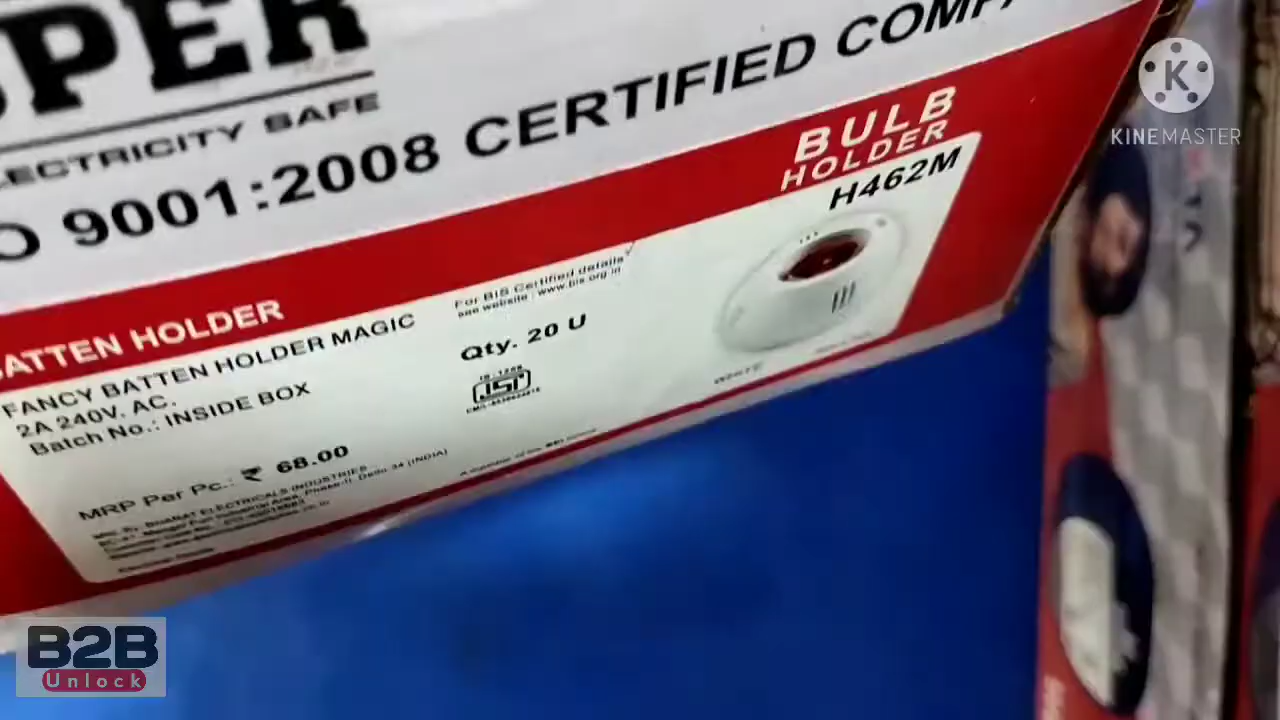 ELECTRICITY SAFE
9001:2008 CERTIFIED
BULB
HOLDER
H462M
BATTEN HOLDER
FANCY BATTEN HOLDER MAGIC
2A 240V. AC.
Batch No.: INSIDE BOX
MRP Per Pc.: ₹ 68.00
For BIS Certified details
see website : www.bis.org.in
Qty. 20 U
ISI
WHITE
K
KINEMASTER
B2B
Unlock